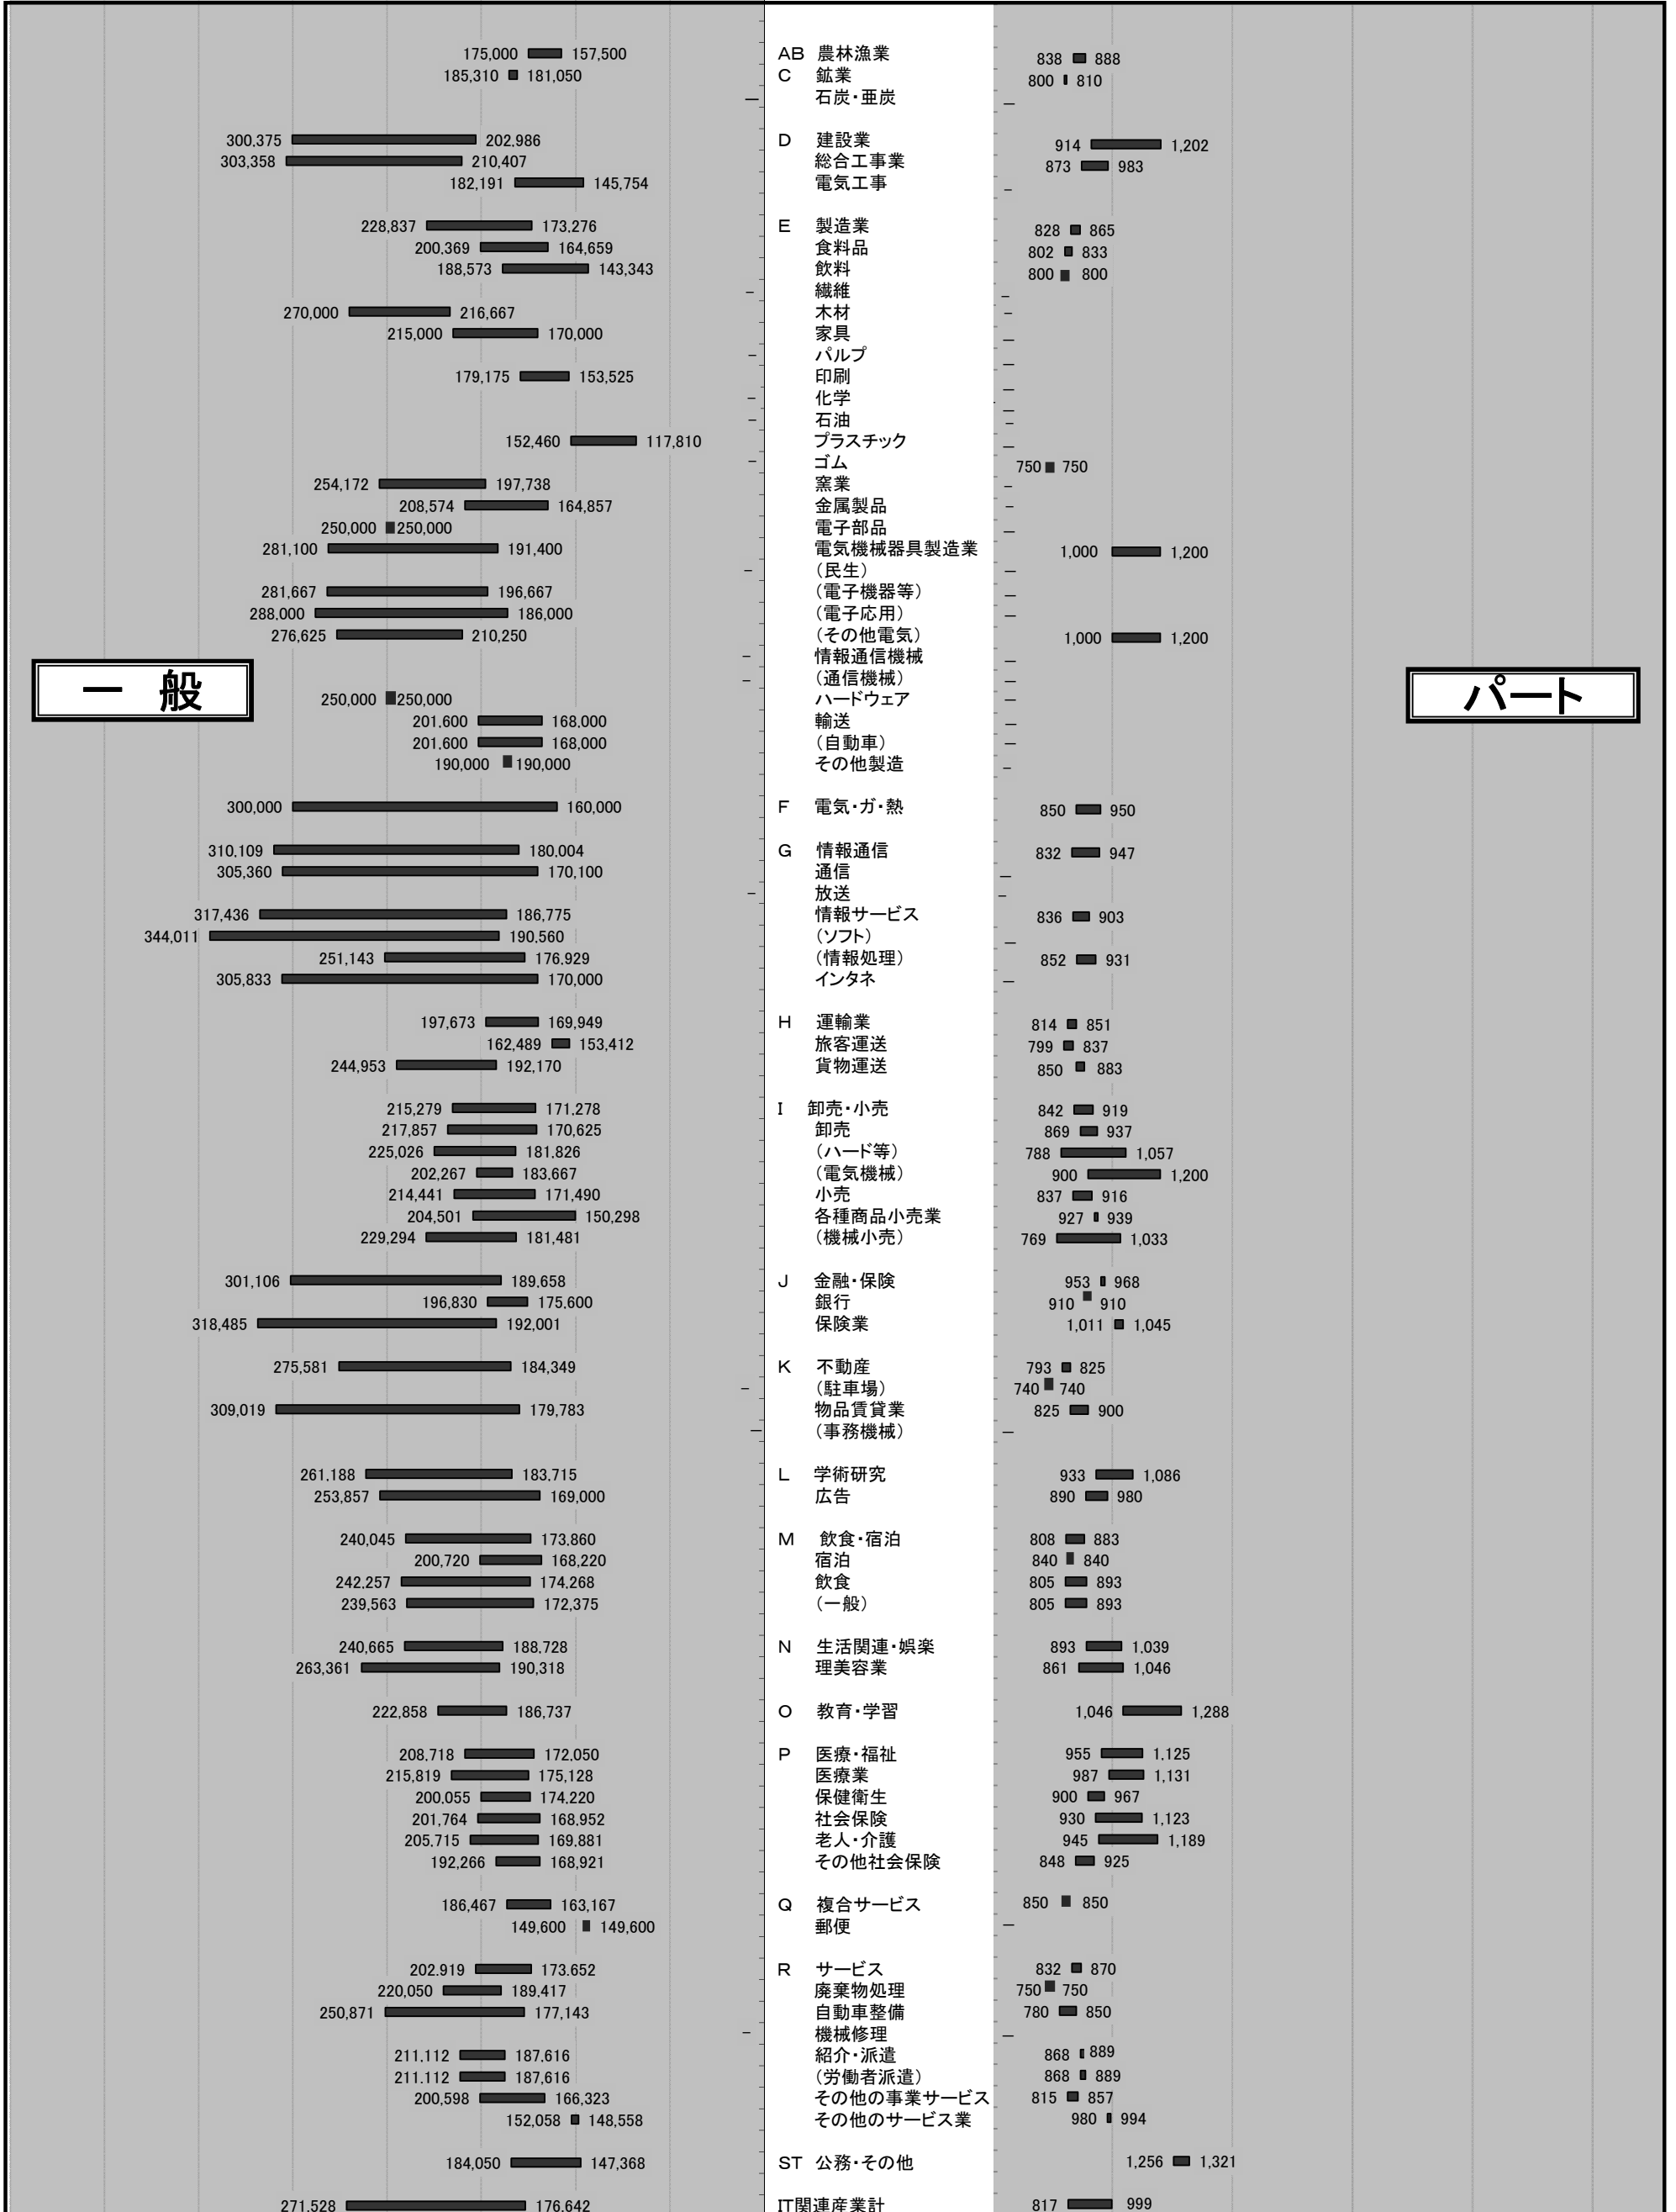 175,000 157,500 AB 農林漁業 838 888
185,310 181,050 C 鉱業 800 810
― 石炭・亜炭 ―
300,375 202,986 D 建設業 914 1,202
303,358 210,407 総合工事業 873 983
182,191 145,754 電気工事 －
228,837 173,276 E 製造業 828 865
200,369 164,659 食料品 802 833
188,573 143,343 飲料 800 800
－ 繊維 －
270,000 216,667 木材 －
215,000 170,000 家具 ―
－ パルプ ―
179,175 153,525 印刷 ―
－ 化学 ―
－ 石油 －
152,460 117,810 プラスチック ―
－ ゴム 750 750
254,172 197,738 窯業 －
208,574 164,857 金属製品 －
250,000 250,000 電子部品 ―
281,100 191,400 電気機械器具製造業 1,000 1,200
－ （民生） ―
281,667 196,667 （電子機器等） ―
288,000 186,000 （電子応用） ―
276,625 210,250 （その他電気） 1,000 1,200
－ 情報通信機械 ―
－ （通信機械） ―
250,000 250,000 ハードウェア ―
201,600 168,000 輸送 ―
201,600 168,000 （自動車） ―
190,000 190,000 その他製造 －
一 般
パート
300,000 160,000 F 電気・ガ・熱 850 950
310,109 180,004 G 情報通信 832 947
305,360 170,100 通信 ―
－ 放送 －
317,436 186,775 情報サービス 836 903
344,011 190,560 （ソフト） ―
251,143 176,929 （情報処理） 852 931
305,833 170,000 インタネ ―
197,673 169,949 H 運輸業 814 851
162,489 153,412 旅客運送 799 837
244,953 192,170 貨物運送 850 883
215,279 171,278 I 卸売・小売 842 919
217,857 170,625 卸売 869 937
225,026 181,826 （ハード等） 788 1,057
202,267 183,667 （電気機械） 900 1,200
214,441 171,490 小売 837 916
204,501 150,298 各種商品小売業 927 939
229,294 181,481 （機械小売） 769 1,033
301,106 189,658 J 金融・保険 953 968
196,830 175,600 銀行 910 910
318,485 192,001 保険業 1,011 1,045
275,581 184,349 K 不動産 793 825
－ （駐車場） 740 740
309,019 179,783 物品賃貸業 825 900
― （事務機械） ―
261,188 183,715 L 学術研究 933 1,086
253,857 169,000 広告 890 980
240,045 173,860 M 飲食・宿泊 808 883
200,720 168,220 宿泊 840 840
242,257 174,268 飲食 805 893
239,563 172,375 （一般） 805 893
240,665 188,728 N 生活関連・娯楽 893 1,039
263,361 190,318 理美容業 861 1,046
222,858 186,737 O 教育・学習 1,046 1,288
208,718 172,050 P 医療・福祉 955 1,125
215,819 175,128 医療業 987 1,131
200,055 174,220 保健衛生 900 967
201,764 168,952 社会保険 930 1,123
205,715 169,881 老人・介護 945 1,189
192,266 168,921 その他社会保険 848 925
186,467 163,167 Q 複合サービス 850 850
149,600 149,600 郵便 ―
202,919 173,652 R サービス 832 870
220,050 189,417 廃棄物処理 750 750
250,871 177,143 自動車整備 780 850
－ 機械修理 ―
211,112 187,616 紹介・派遣 868 889
211,112 187,616 （労働者派遣） 868 889
200,598 166,323 その他の事業サービス 815 857
152,058 148,558 その他のサービス業 980 994
184,050 147,368 ST 公務・その他 1,256 1,321
271,528 176,642 IT関連産業計 817 999